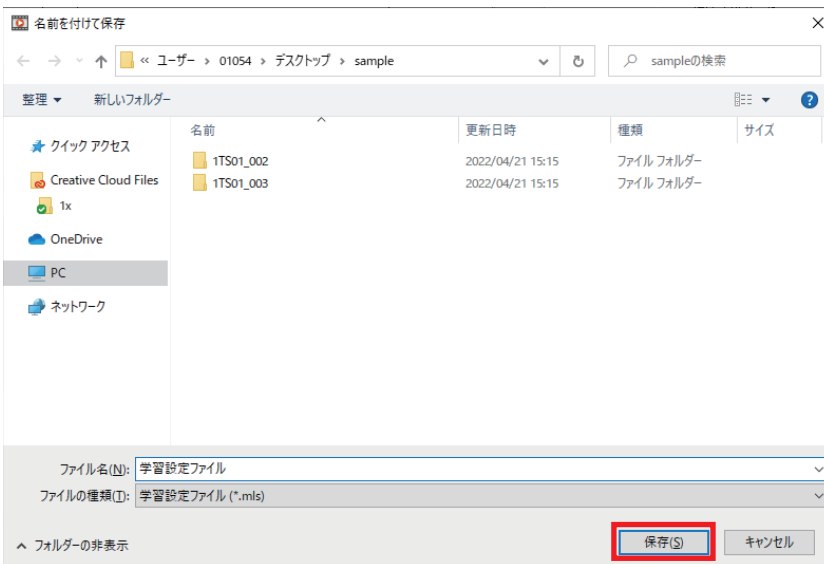 名前を付けて保存
« ユーザー › 01054 › デスクトップ › sample
sampleの検索
整理 新しいフォルダー
名前 更新日時 種類 サイズ
クイック アクセス
Creative Cloud Files
1x
OneDrive
PC
ネットワーク
1TS01_002 2022/04/21 15:15 ファイル フォルダー
1TS01_003 2022/04/21 15:15 ファイル フォルダー
ファイル名(N): 学習設定ファイル
ファイルの種類(T): 学習設定ファイル (*.mls)
フォルダーの非表示
保存(S) キャンセル